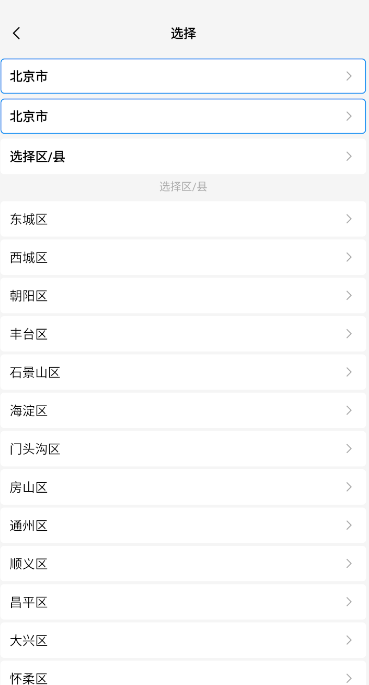 选择
北京市
北京市
选择区/县
选择区/县
东城区
西城区
朝阳区
丰台区
石景山区
海淀区
门头沟区
房山区
通州区
顺义区
昌平区
大兴区
怀柔区